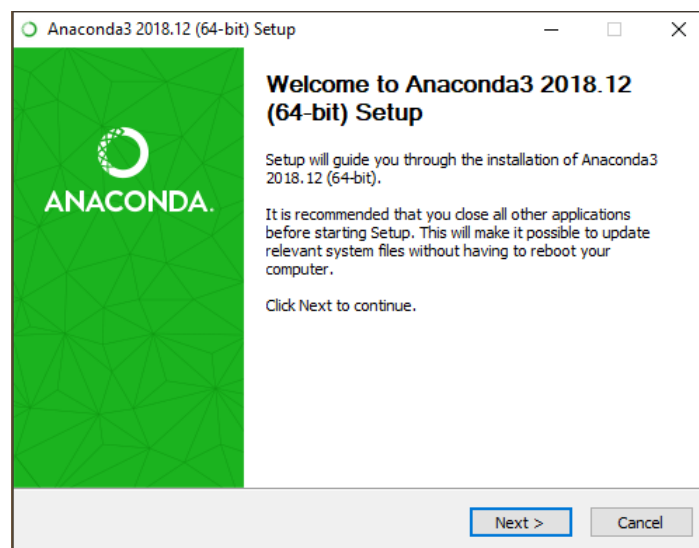 Anaconda3 2018.12 (64-bit) Setup
Welcome to Anaconda3 2018.12
(64-bit) Setup
ANACONDA.
Setup will guide you through the installation of Anaconda3
2018.12 (64-bit).
It is recommended that you close all other applications
before starting Setup. This will make it possible to update
relevant system files without having to reboot your
computer.
Click Next to continue.
Next >
Cancel